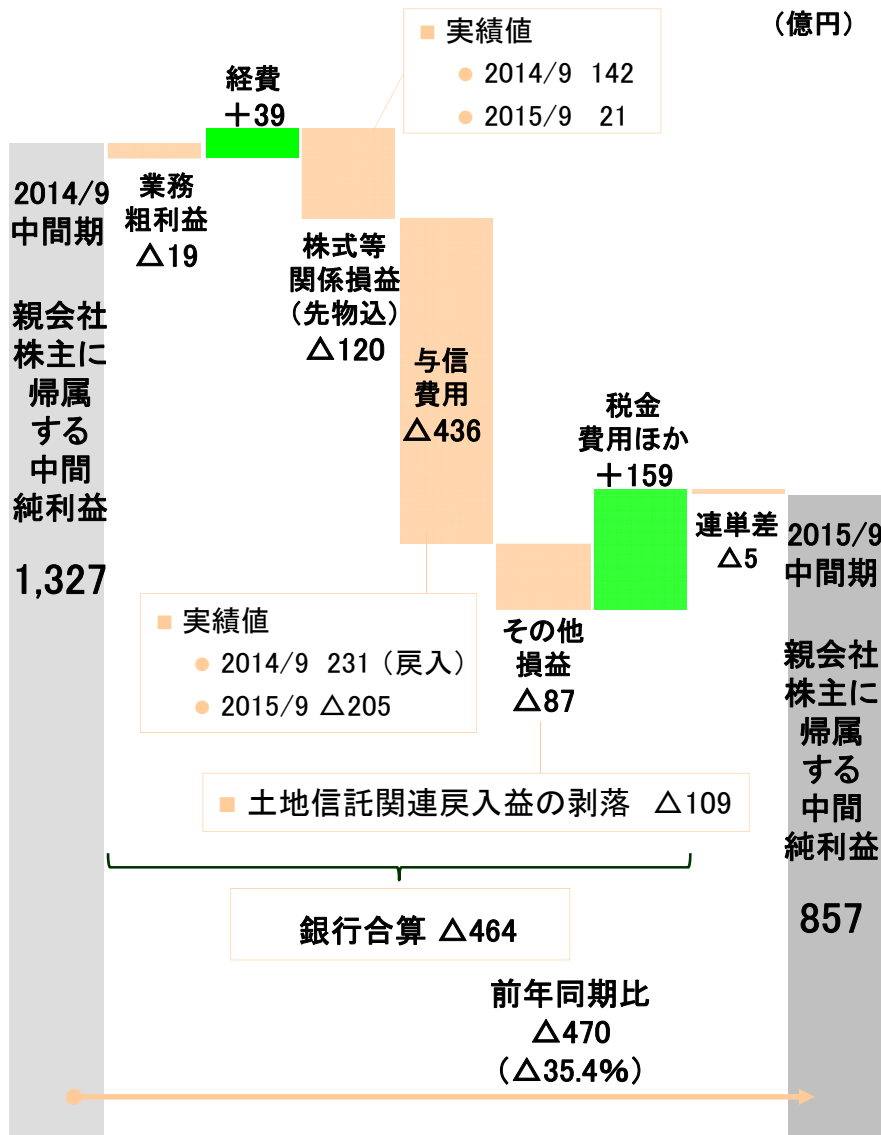 （億円）
■ 実績値
● 2014/9 142
● 2015/9 21
経費
＋39
2014/9
中間期
親会社
株主に
帰属
する
中間
純利益
1,327
業務
粗利益
△19
株式等
関係損益
（先物込）
△120
与信
費用
△436
税金
費用ほか
＋159
連単差
△5
2015/9
中間期
親会社
株主に
帰属
する
中間
純利益
857
■ 実績値
● 2014/9 231（戻入）
● 2015/9 △205
その他
損益
△87
■ 土地信託関連戻入益の剥落 △109
銀行合算 △464
前年同期比
△470
（△35.4%）